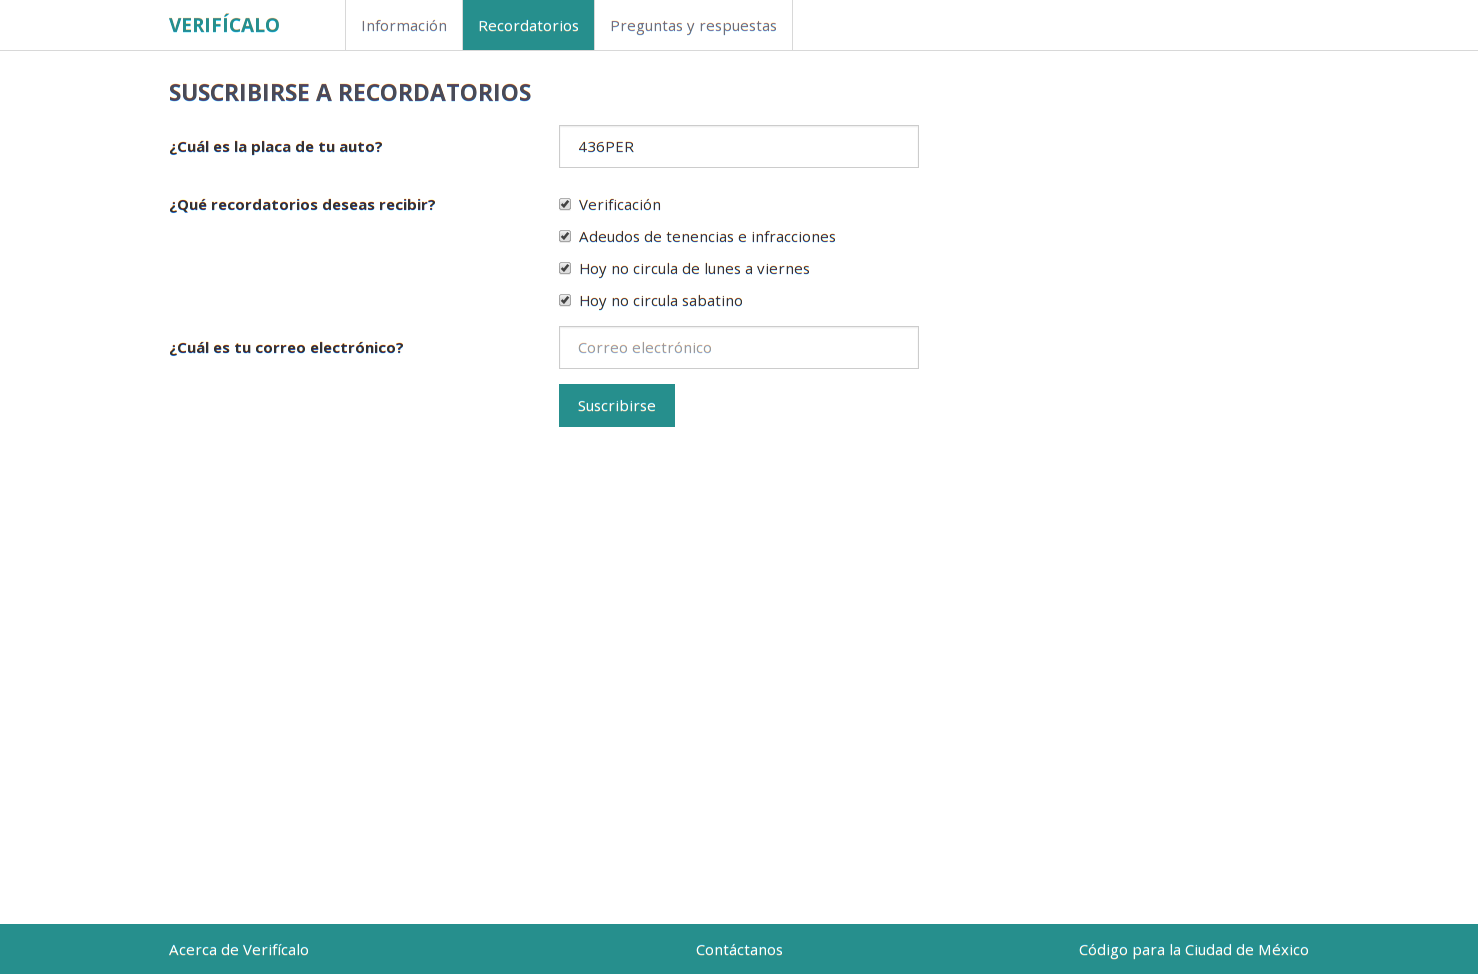 VERIFÍCALO
Información
Recordatorios
Preguntas y respuestas
SUSCRIBIRSE A RECORDATORIOS
¿Cuál es la placa de tu auto?
436PER
¿Qué recordatorios deseas recibir?
Verificación
Adeudos de tenencias e infracciones
Hoy no circula de lunes a viernes
Hoy no circula sabatino
¿Cuál es tu correo electrónico?
Correo electrónico
Suscribirse
Acerca de Verifícalo
Contáctanos
Código para la Ciudad de México